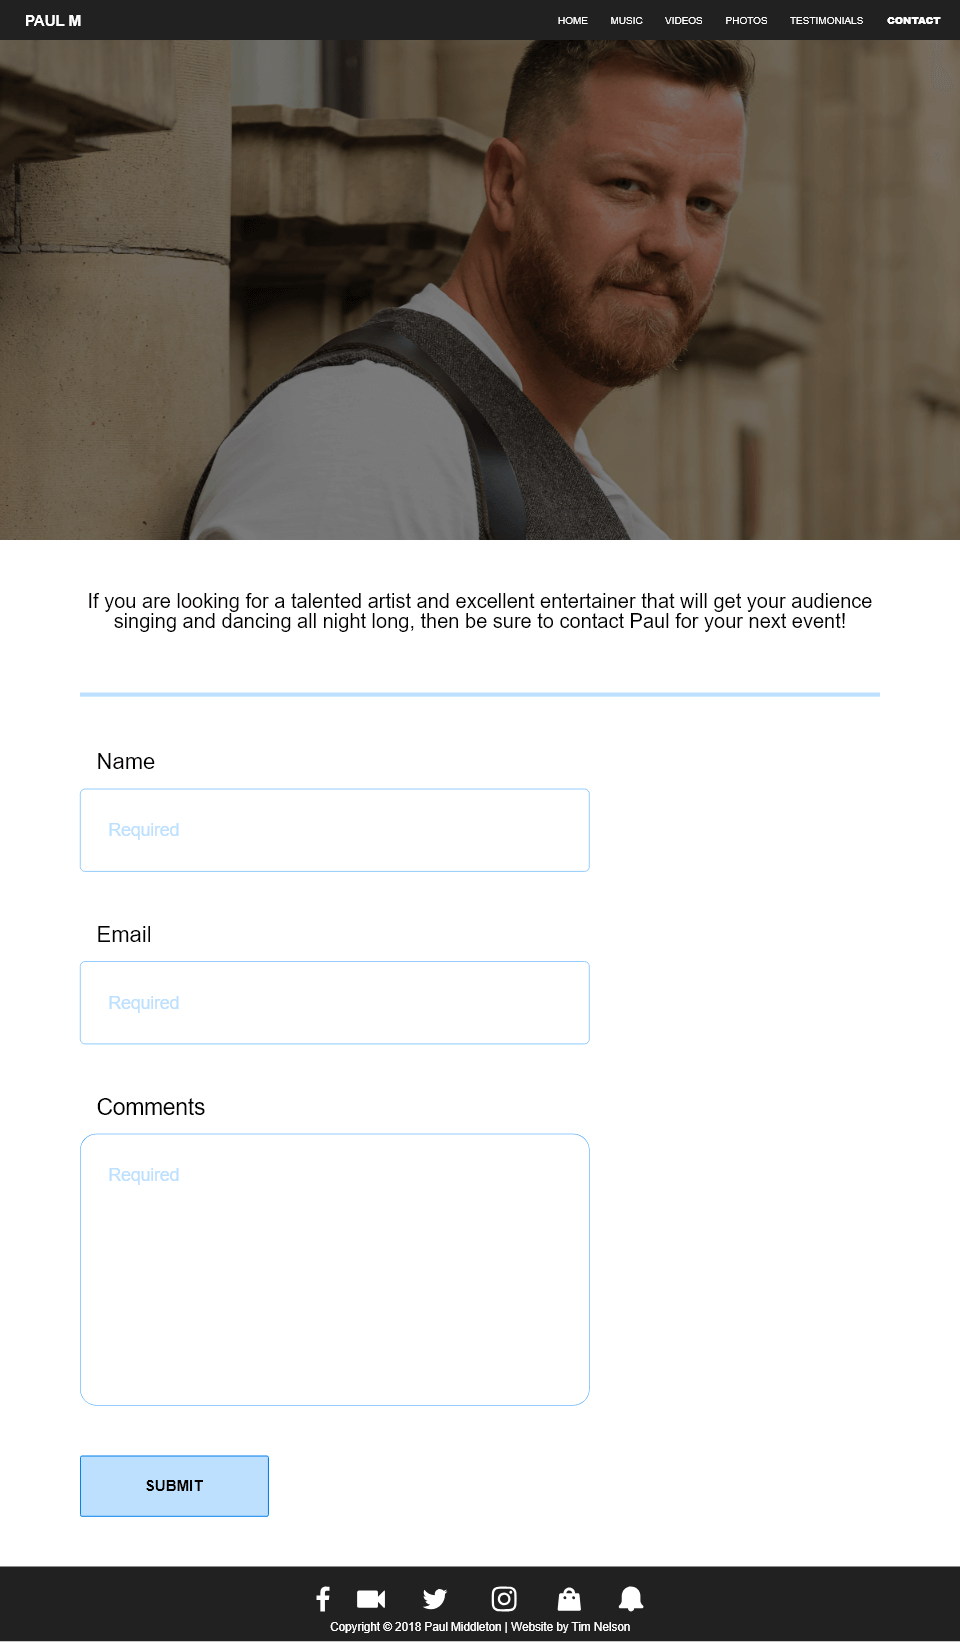 PAUL M
HOME MUSIC VIDEOS PHOTOS TESTIMONIALS CONTACT
If you are looking for a talented artist and excellent entertainer that will get your audience
singing and dancing all night long, then be sure to contact Paul for your next event!
Name
Required
Email
Required
Comments
Required
SUBMIT
Copyright © 2018 Paul Middleton | Website by Tim Nelson